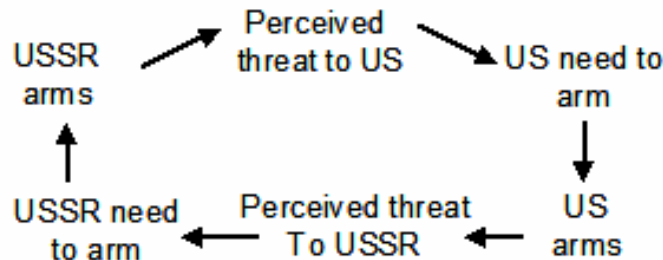 Perceived
threat to US
US need to
arm
US
arms
Perceived threat
To USSR
USSR need
to arm
USSR
arms